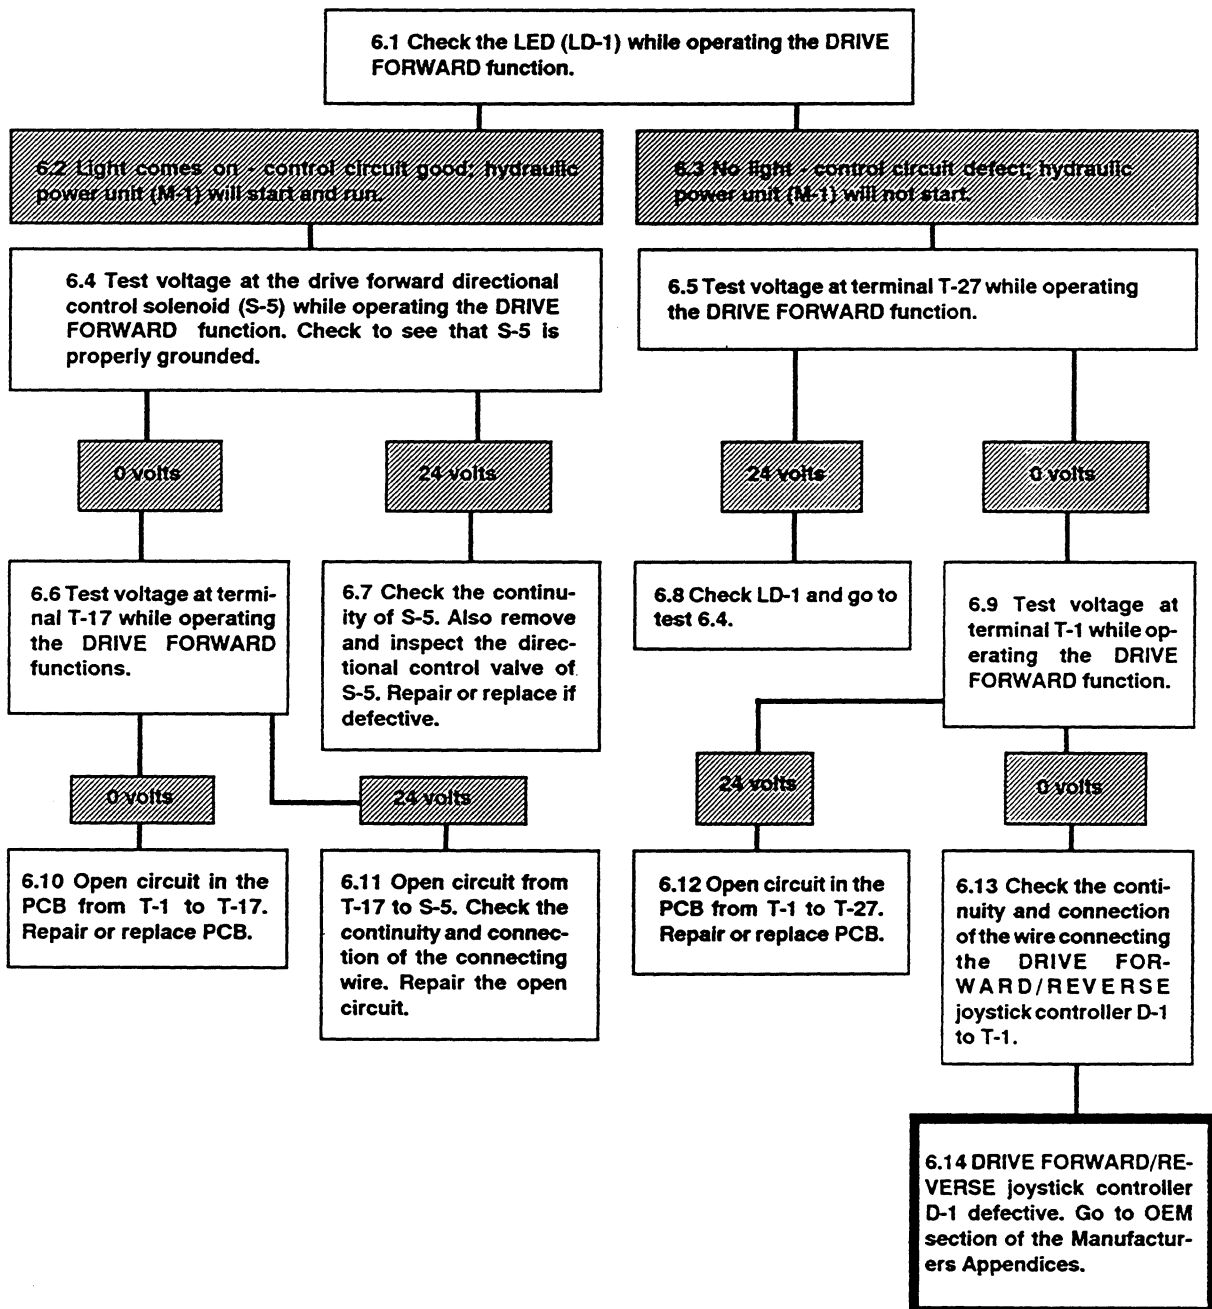 6.1 Check the LED (LD-1) while operating the DRIVE
FORWARD function.
6.2 Light comes on - control circuit good; hydraulic
power unit (M-1) will start and run.
6.3 No light - control circuit defect; hydraulic
power unit (M-1) will not start.
6.4 Test voltage at the drive forward directional
control solenoid (S-5) while operating the DRIVE
FORWARD function. Check to see that S-5 is
properly grounded.
6.5 Test voltage at terminal T-27 while operating
the DRIVE FORWARD function.
0 volts
24 volts
24 volts
0 volts
6.6 Test voltage at termi-
nal T-17 while operating
the DRIVE FORWARD
functions.
6.7 Check the continu-
ity of S-5. Also remove
and inspect the direc-
tional control valve of
S-5. Repair or replace if
defective.
6.8 Check LD-1 and go to
test 6.4.
6.9 Test voltage at
terminal T-1 while op-
erating the DRIVE
FORWARD function.
0 volts
24 volts
24 volts
0 volts
6.10 Open circuit in the
PCB from T-1 to T-17.
Repair or replace PCB.
6.11 Open circuit from
T-17 to S-5. Check the
continuity and connec-
tion of the connecting
wire. Repair the open
circuit.
6.12 Open circuit in the
PCB from T-1 to T-27.
Repair or replace PCB.
6.13 Check the conti-
nuity and connection
of the wire connecting
the DRIVE FOR-
WARD/REVERSE
joystick controller D-1
to T-1.
6.14 DRIVE FORWARD/RE-
VERSE joystick controller
D-1 defective. Go to OEM
section of the Manufactur-
ers Appendices.